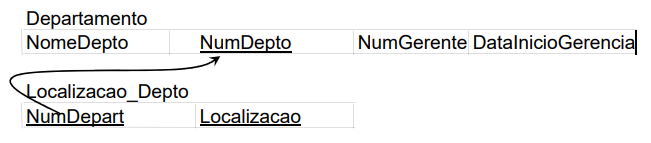 Departamento
NomeDepto NumDepto NumGerente DataInicioGerencia
Localizacao_Depto
NumDepart Localizacao